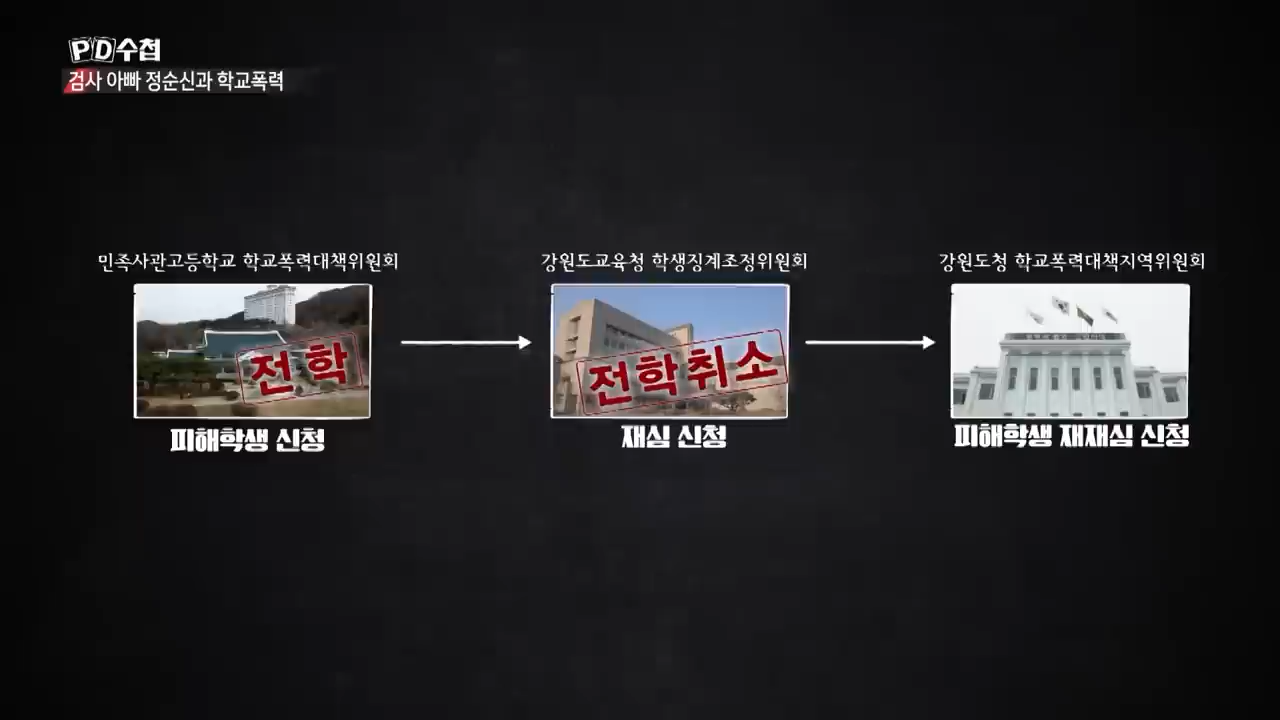 PD수첩
검사 아빠 정순신과 학교폭력
민족사관고등학교 학교폭력대책위원회
전학
피해학생 신청
강원도교육청 학생징계조정위원회
전학취소
재심 신청
강원도청 학교폭력대책지역위원회
피해학생 재재심 신청